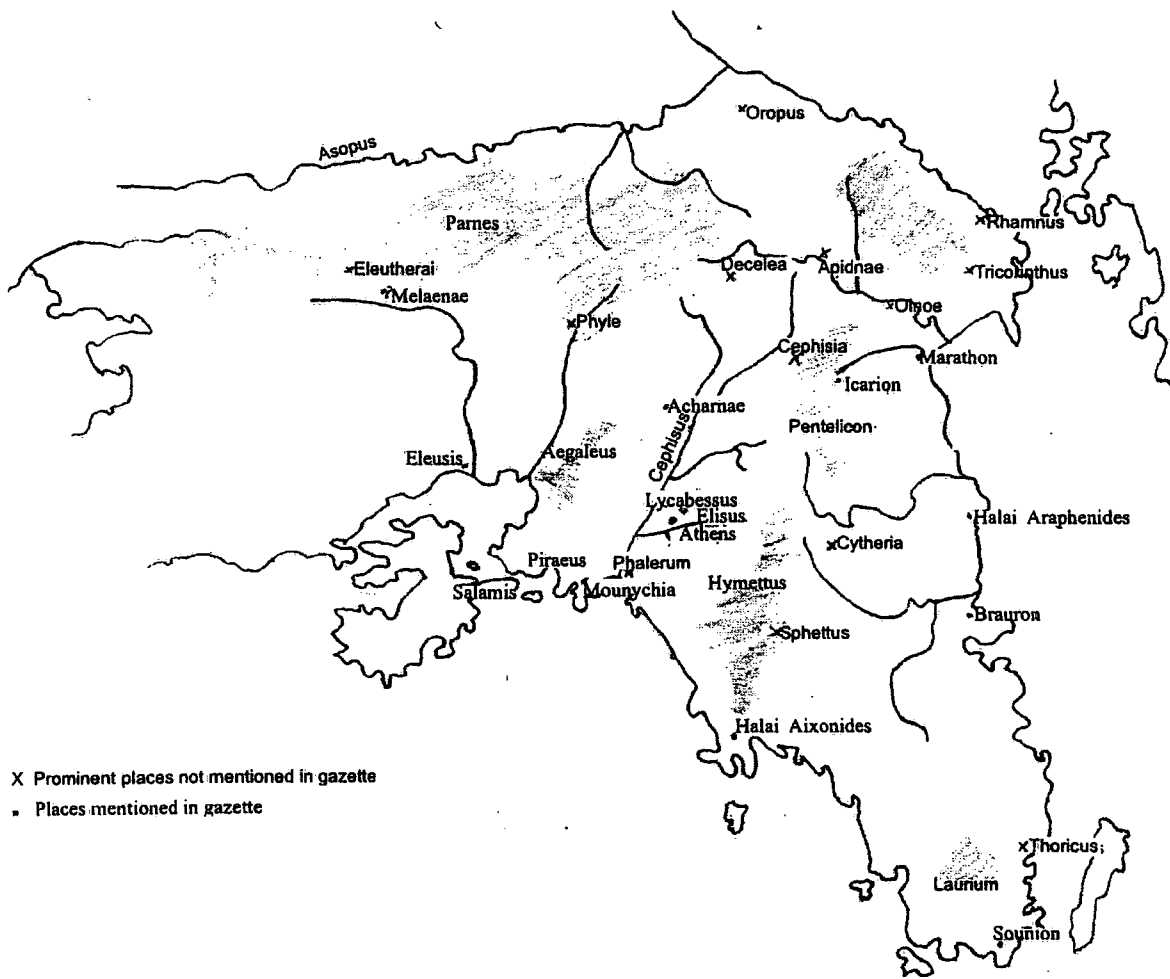 Oropus
Asopus
Parnes
Rhamnus
Eleutherai
Decelea
Apidnae
Tricolinthus
Melaenae
Oinoe
Phyle
Cephisia
Marathon
Icarion
Acharnae
Cephisus
Pentelicon
Aegaleus
Eleusis
Lycabessus
Elisus
Athens
Halai Araphenides
Cytheria
Piraeus
Phalerum
Salamis
Mounychia
Hymettus
Brauron
Sphettus
Halai Aixonides
X Prominent places not mentioned in gazette
Places mentioned in gazette
Thoricus
Laurium
Sounion